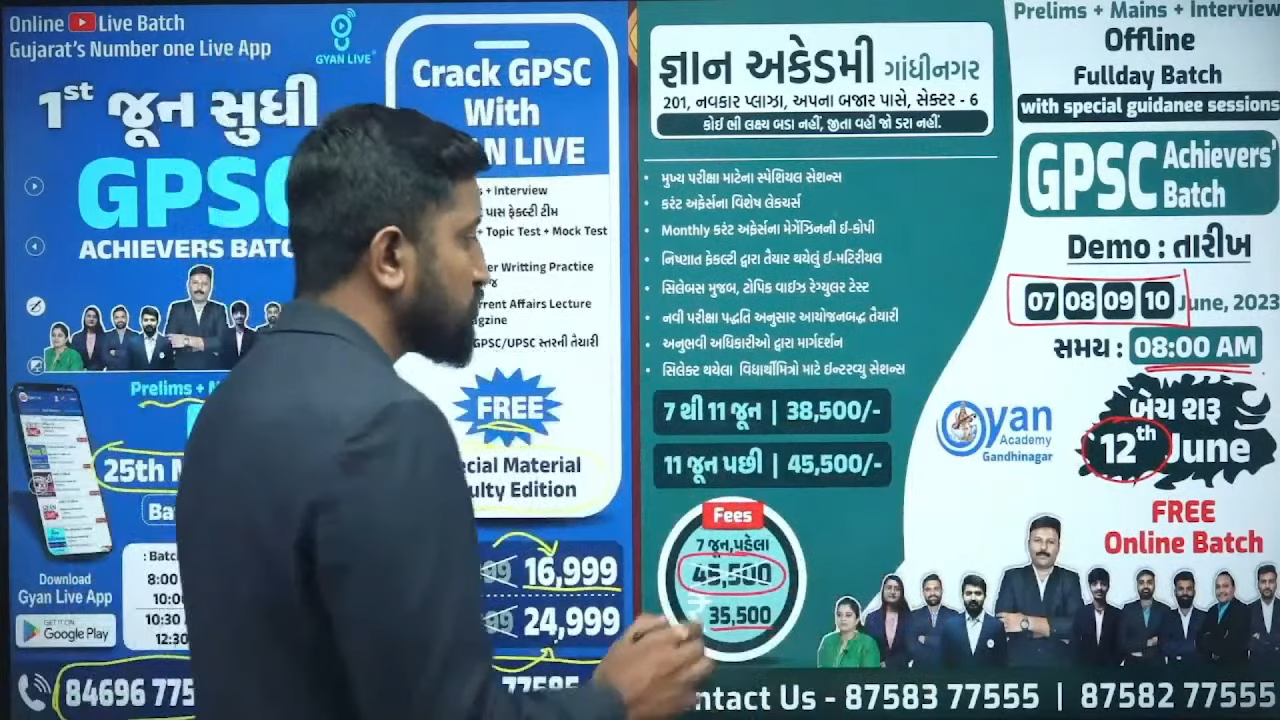 Online Live Batch
Gujarat's Number one Live App
GYAN LIVE
1st જૂન સુધી
GPSC
ACHIEVERS BATC
Prelims + M
25th M
Ba
: Batc
8:00
10:0
10:30
12:30
Download
Gyan Live App
GET IT ON
Google Play
84696 775
Crack GPSC
With
N LIVE
s + Interview
પાસ ફેકલ્ટી ટીમ
+ Topic Test + Mock Test
er Writting Practice
rrent Affairs Lecture
gzine
GPSC/UPSC સ્તરની તૈયારી
FREE
ecial Material
ulty Edition
99 16,999
99 24,999
77585
જ્ઞાન અકેડમી ગાંધીનગર
201, નવકાર પ્લાઝા, અપના બજાર પાસે, સેક્ટર - 6
કોઈ ભી લક્ષ્ય બડા નહીં, જીતા વહી જો ડરા નહીં.
• મુખ્ય પરીક્ષા માટેના સ્પેશિયલ સેશન્સ
• કરંટ અફેર્સના વિશેષ લેકચર્સ
• Monthly કરંટ અફેર્સના મેગેઝિનની ઈ-કોપી
• નિષ્ણાત ફેકલ્ટી દ્વારા તૈયાર થયેલું ઈ-મટિરીયલ
• સિલેબસ મુજબ, ટોપિક વાઈઝ રેગ્યુલર ટેસ્ટ
• નવી પરીક્ષા પદ્ધતિ અનુસાર આયોજનબદ્ધ તૈયારી
• અનુભવી અધિકારીઓ દ્વારા માર્ગદર્શન
• સિલેક્ટ થયેલા વિદ્યાર્થીમિત્રો માટે ઈન્ટરવ્યુ સેશન્સ
7 થી 11 જૂન | 38,500/-
11 જૂન પછી | 45,500/-
Fees
7 જૂન,પહેલા
45,500
35,500
Prelims + Mains + Interview
Offline
Fullday Batch
with special guidanee sessions
GPSC Achievers'
Batch
Demo : તારીખ
07 08 09 10 June, 2023
સમય : 08:00 AM
Gyan
Academy
Gandhinagar
બેચ શરૂ
12th June
FREE
Online Batch
ntact Us - 87583 77555 | 87582 77555